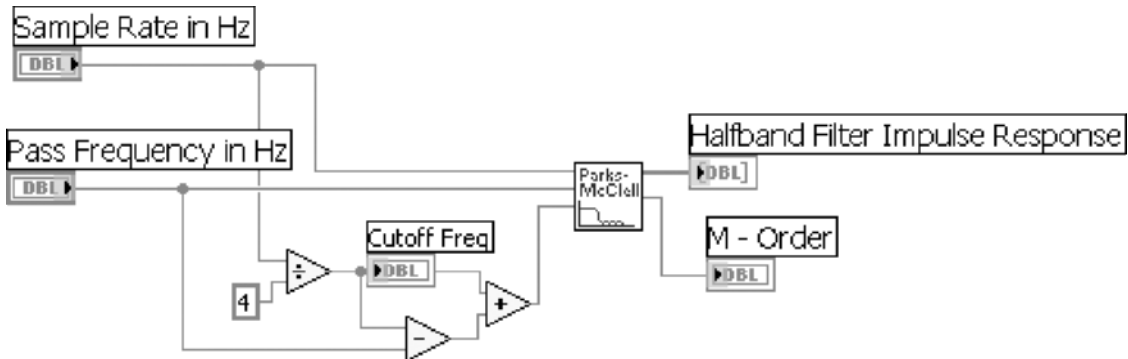 Sample Rate in Hz
DBL
Pass Frequency in Hz
DBL
Parks-
McClell
Halfband Filter Impulse Response
[DBL]
Cutoff Freq
DBL
M - Order
DBL
÷
4
+
−